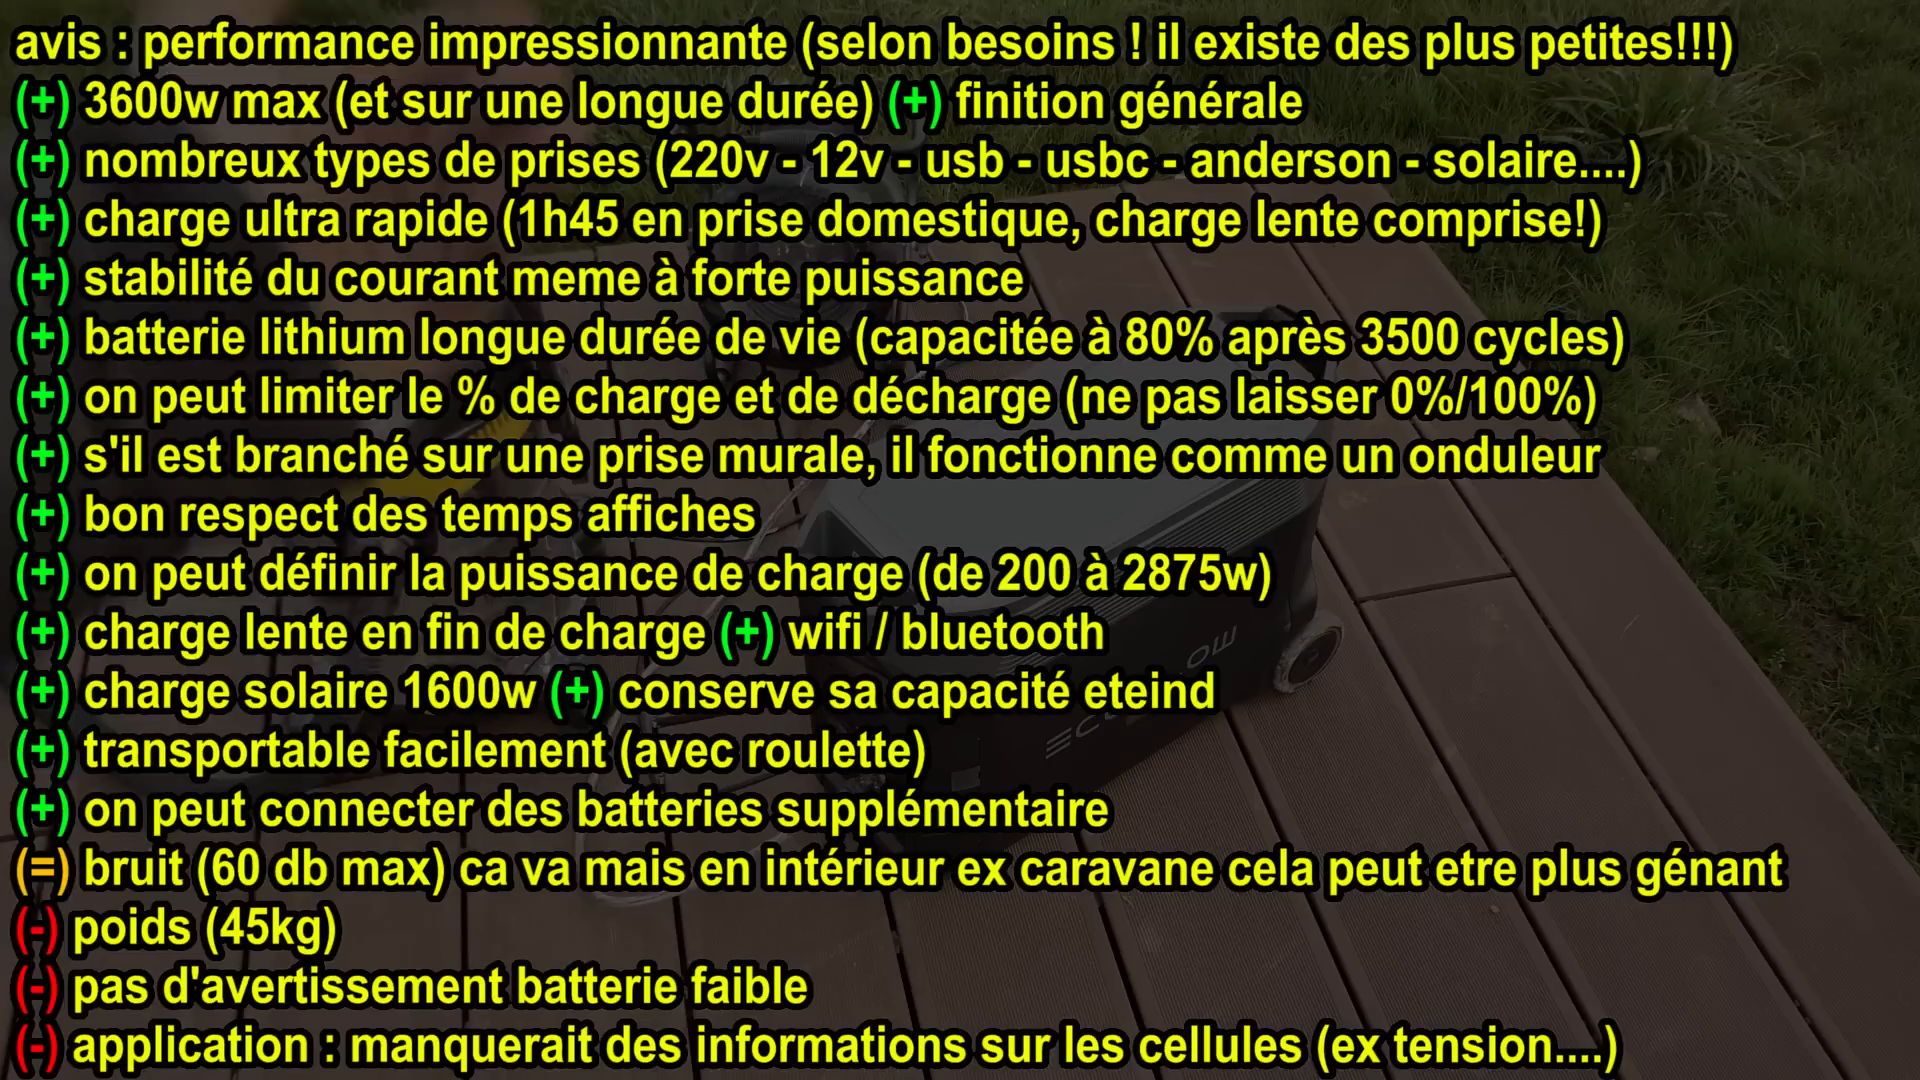 avis : performance impressionnante (selon besoins ! il existe des plus petites!!!)
(+) 3600w max (et sur une longue durée) (+) finition générale
(+) nombreux types de prises (220v - 12v - usb - usbc - anderson - solaire....)
(+) charge ultra rapide (1h45 en prise domestique, charge lente comprise!)
(+) stabilité du courant meme à forte puissance
(+) batterie lithium longue durée de vie (capacitée à 80% après 3500 cycles)
(+) on peut limiter le % de charge et de décharge (ne pas laisser 0%/100%)
(+) s'il est branché sur une prise murale, il fonctionne comme un onduleur
(+) bon respect des temps affiches
(+) on peut définir la puissance de charge (de 200 à 2875w)
(+) charge lente en fin de charge (+) wifi / bluetooth
(+) charge solaire 1600w (+) conserve sa capacité eteind
(+) transportable facilement (avec roulette)
(+) on peut connecter des batteries supplémentaire
(=) bruit (60 db max) ca va mais en intérieur ex caravane cela peut etre plus génant
(-) poids (45kg)
(-) pas d'avertissement batterie faible
(-) application : manquerait des informations sur les cellules (ex tension....)